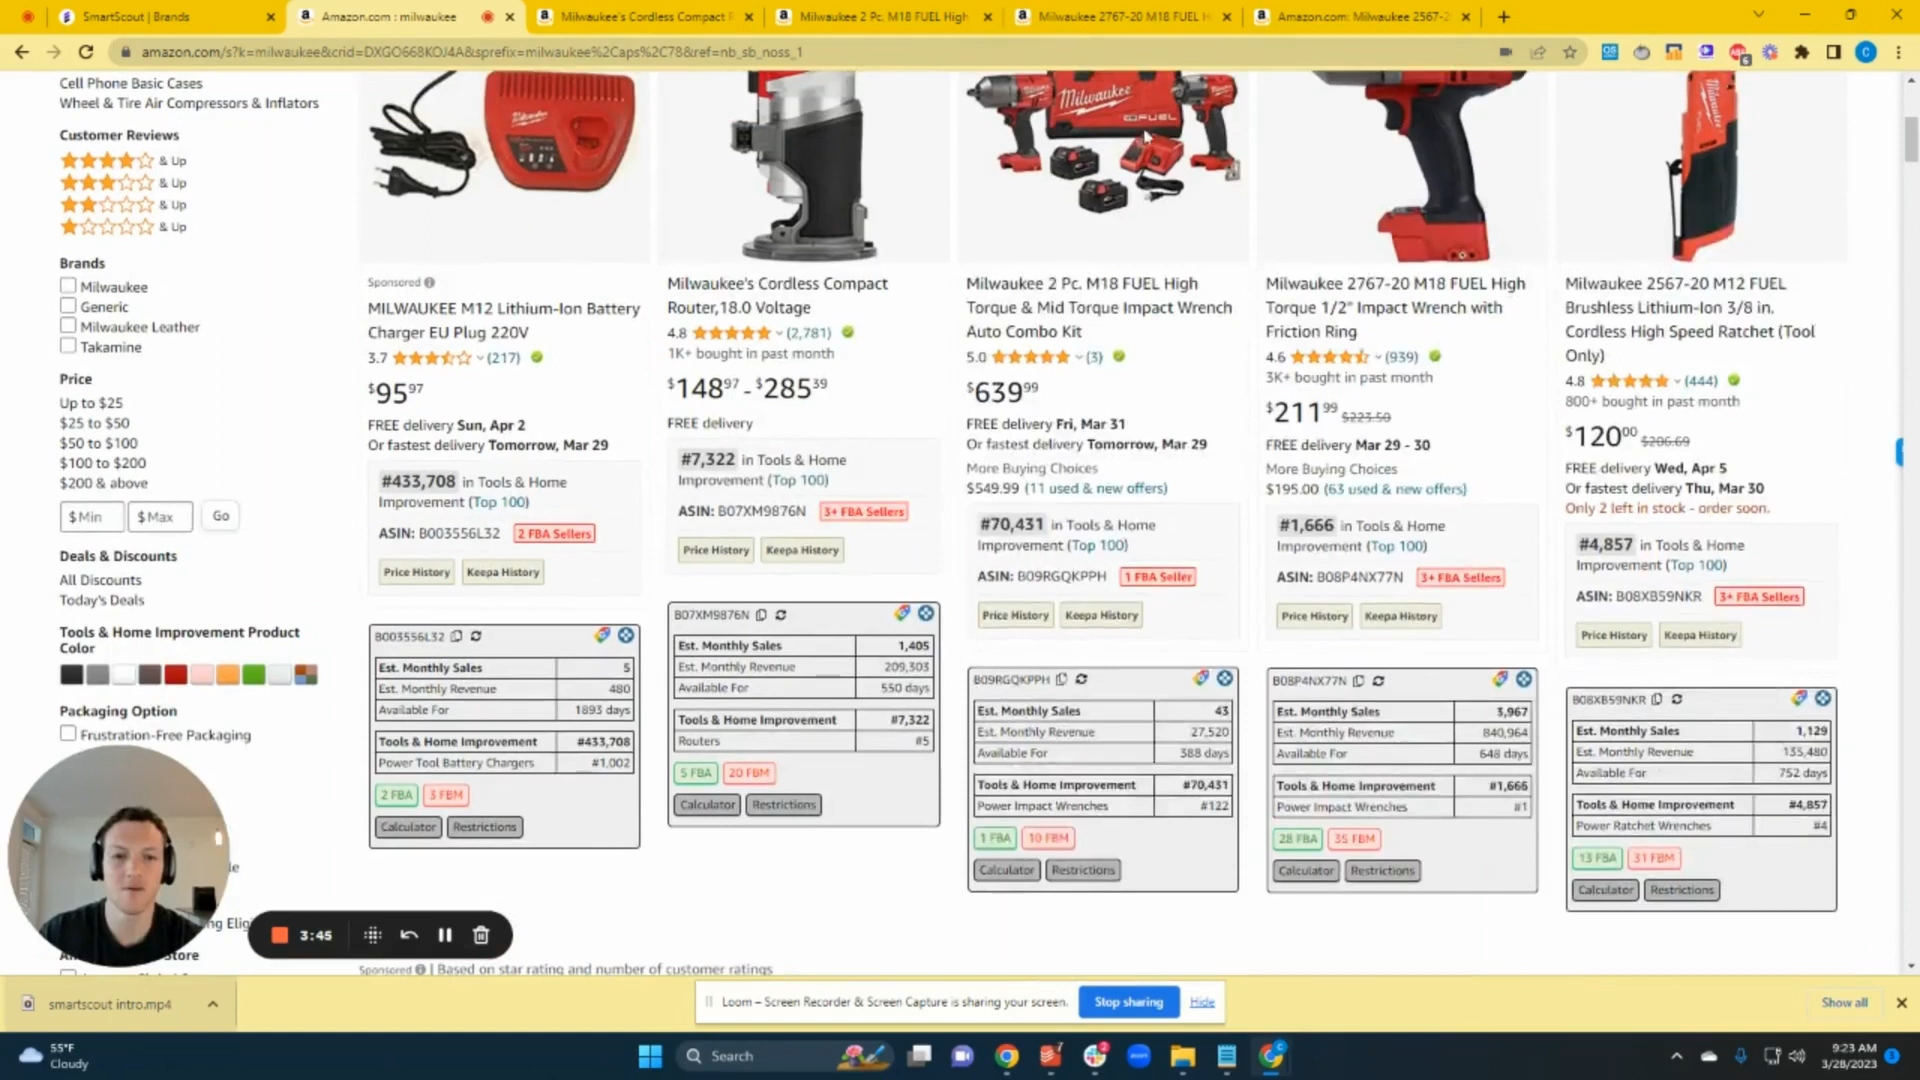 SmartScout | Brands
Amazon.com : milwaukee
Milwaukee's Cordless Compact R
Milwaukee 2 Pc. M18 FUEL High
Milwaukee 2767-20 M18 FUEL H
Amazon.com: Milwaukee 2567-2
amazon.com/s?k=milwaukee&crid=DXGO668KOJ4A&sprefix=milwaukee%2Caps%2C78&ref=nb_sb_noss_1
Cell Phone Basic Cases
Wheel & Tire Air Compressors & Inflators
Customer Reviews
& Up
& Up
& Up
& Up
Brands
Milwaukee
Generic
Milwaukee Leather
Takamine
Price
Up to $25
$25 to $50
$50 to $100
$100 to $200
$200 & above
$ Min
$ Max
Go
Deals & Discounts
All Discounts
Today's Deals
Tools & Home Improvement Product
Color
Packaging Option
Frustration-Free Packaging
Sponsored
MILWAUKEE M12 Lithium-Ion Battery
Charger EU Plug 220V
3.7 (217)
$9597
FREE delivery Sun, Apr 2
Or fastest delivery Tomorrow, Mar 29
#433,708 in Tools & Home
Improvement (Top 100)
ASIN: B003556L32 2 FBA Sellers
Price History Keepa History
B003556L32
Est. Monthly Sales 5
Est. Monthly Revenue 480
Available For 1893 days
Tools & Home Improvement #433,708
Power Tool Battery Chargers #1,002
2 FBA 3 FBM
Calculator Restrictions
Milwaukee's Cordless Compact
Router,18.0 Voltage
4.8 (2,781)
1K+ bought in past month
$14897 - $28539
FREE delivery
#7,322 in Tools & Home
Improvement (Top 100)
ASIN: B07XM9876N 3+ FBA Sellers
Price History Keepa History
B07XM9876N
Est. Monthly Sales 1,405
Est. Monthly Revenue 209,303
Available For 550 days
Tools & Home Improvement #7,322
Routers #5
5 FBA 20 FBM
Calculator Restrictions
Milwaukee
FUEL
Milwaukee 2 Pc. M18 FUEL High
Torque & Mid Torque Impact Wrench
Auto Combo Kit
5.0 (3)
$63999
FREE delivery Fri, Mar 31
Or fastest delivery Tomorrow, Mar 29
More Buying Choices
$549.99 (11 used & new offers)
#70,431 in Tools & Home
Improvement (Top 100)
ASIN: B09RGQKPPH 1 FBA Seller
Price History Keepa History
B09RGQKPPH
Est. Monthly Sales 43
Est. Monthly Revenue 27,520
Available For 388 days
Tools & Home Improvement #70,431
Power Impact Wrenches #122
1 FBA 10 FBM
Calculator Restrictions
Milwaukee 2767-20 M18 FUEL High
Torque 1/2" Impact Wrench with
Friction Ring
4.6 (939)
3K+ bought in past month
$21199 $223.50
FREE delivery Mar 29 - 30
More Buying Choices
$195.00 (63 used & new offers)
#1,666 in Tools & Home
Improvement (Top 100)
ASIN: B08P4NX77N 3+ FBA Sellers
Price History Keepa History
B08P4NX77N
Est. Monthly Sales 3,967
Est. Monthly Revenue 840,964
Available For 648 days
Tools & Home Improvement #1,666
Power Impact Wrenches #1
28 FBA 35 FBM
Calculator Restrictions
Milwaukee 2567-20 M12 FUEL
Brushless Lithium-Ion 3/8 in.
Cordless High Speed Ratchet (Tool
Only)
4.8 (444)
800+ bought in past month
$12000 $206.69
FREE delivery Wed, Apr 5
Or fastest delivery Thu, Mar 30
Only 2 left in stock - order soon.
#4,857 in Tools & Home
Improvement (Top 100)
ASIN: B08XB59NKR 3+ FBA Sellers
Price History Keepa History
B08XB59NKR
Est. Monthly Sales 1,129
Est. Monthly Revenue 135,480
Available For 752 days
Tools & Home Improvement #4,857
Power Ratchet Wrenches #4
13 FBA 31 FBM
Calculator Restrictions
3:45
Sponsored | Based on star rating and number of customer ratings
smartscout intro.mp4
Loom – Screen Recorder & Screen Capture is sharing your screen.
Stop sharing
Hide
Show all
55°F
Cloudy
Search
9:23 AM
3/28/2023